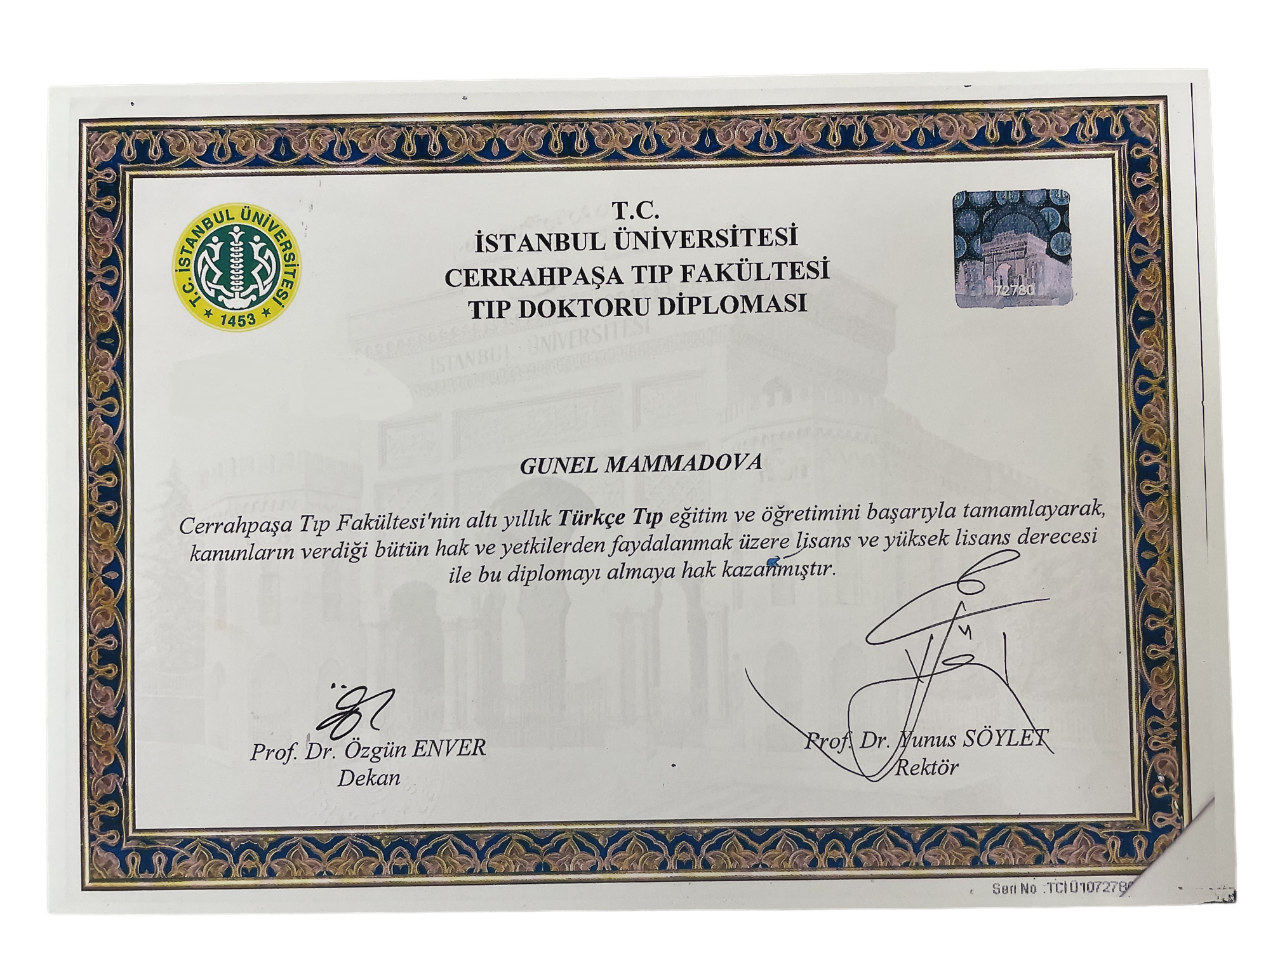 T.C.
İSTANBUL ÜNİVERSİTESİ
CERRAHPAŞA TIP FAKÜLTESİ
TIP DOKTORU DİPLOMASI
T.C. İSTANBUL ÜNİVERSİTESİ
1453
72780
İSTANBUL ÜNİVERSİTESİ
GUNEL MAMMADOVA
Cerrahpaşa Tıp Fakültesi'nin altı yıllık Türkçe Tıp eğitim ve öğretimini başarıyla tamamlayarak,
kanunların verdiği bütün hak ve yetkilerden faydalanmak üzere lisans ve yüksek lisans derecesi
ile bu diplomayı almaya hak kazanmıştır.
Prof. Dr. Özgün ENVER
Dekan
Prof. Dr. Yunus SÖYLET
Rektör
Seri No :TCİÜ1072780